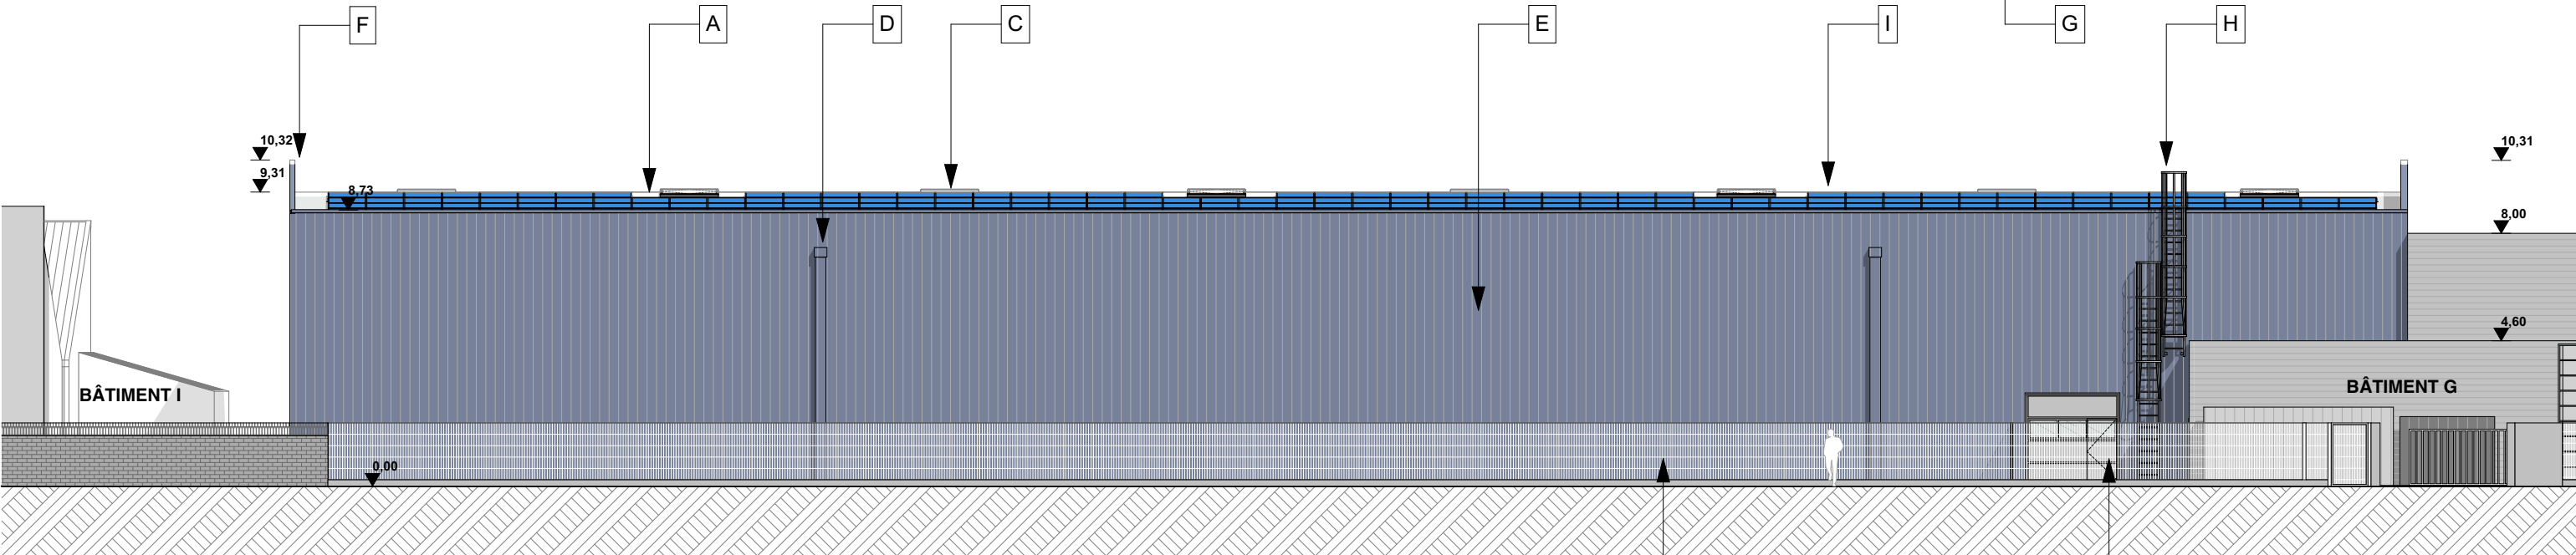 F A D C E I G H
10,32
10,31
9,31
8,73
8,00
4,60
BÂTIMENT I
BÂTIMENT G
0,00